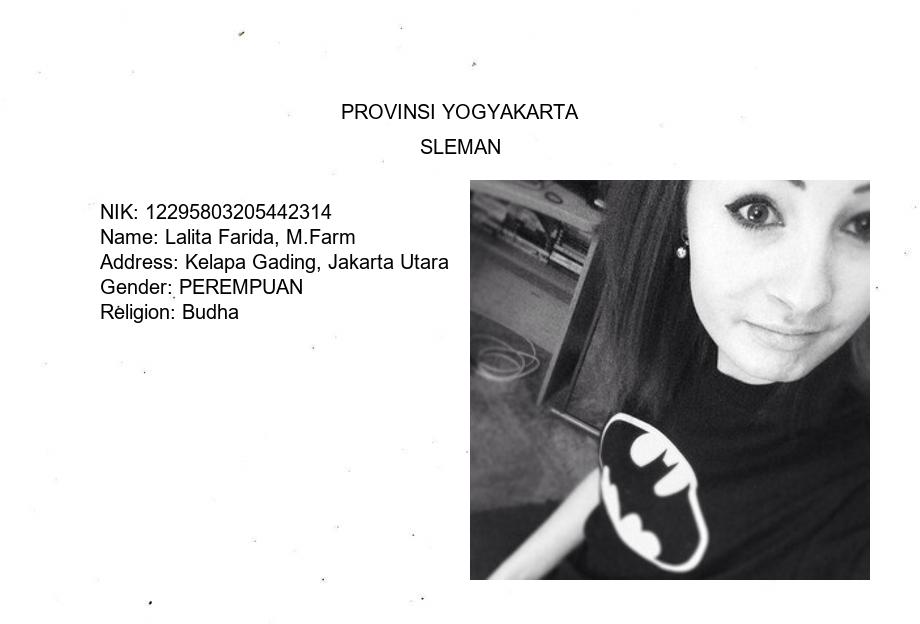 PROVINSI YOGYAKARTA
SLEMAN
NIK: 12295803205442314
Name: Lalita Farida, M.Farm
Address: Kelapa Gading, Jakarta Utara
Gender: PEREMPUAN
Religion: Budha